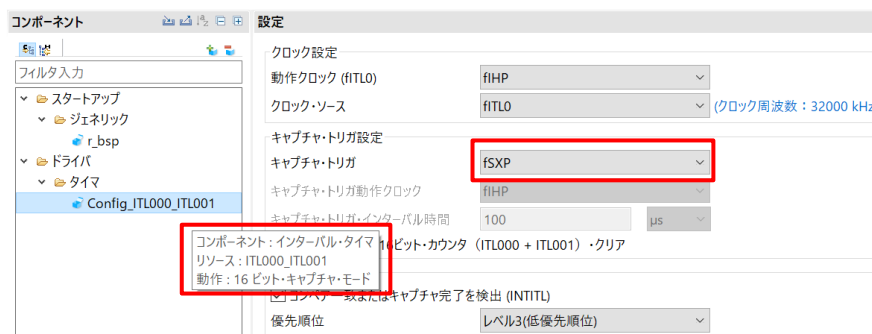 コンポーネント
設定
フィルタ入力
スタートアップ
ジェネリック
r_bsp
ドライバ
タイマ
Config_ITL000_ITL001
コンポーネント : インターバル・タイマ
リソース : ITL000_ITL001
動作 : 16 ビット・キャプチャ・モード
クロック設定
動作クロック (fITL0)
fIHP
クロック・ソース
fITL0
(クロック周波数：32000 kHz
キャプチャ・トリガ設定
キャプチャ・トリガ
fSXP
キャプチャ・トリガ動作クロック
fIHP
キャプチャ・トリガ・インターバル時間
100
µs
16ビット・カウンタ（ITL000 + ITL001）・クリア
コンペア一致またはキャプチャ完了を検出 (INTITL)
優先順位
レベル3(低優先順位)